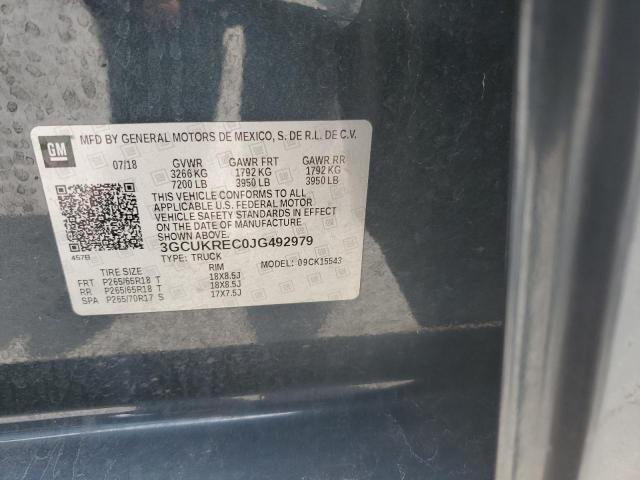 GM MFD BY GENERAL MOTORS DE MEXICO, S. DE R.L. DE C.V.
07/18 GVWR GAWR FRT GAWR RR
3266 KG 1792 KG 1792 KG
7200 LB 3950 LB 3950 LB
THIS VEHICLE CONFORMS TO ALL
APPLICABLE U.S. FEDERAL MOTOR
VEHICLE SAFETY STANDARDS IN EFFECT
ON THE DATE OF MANUFACTURE
SHOWN ABOVE.
457B 3GCUKREC0JG492979
TYPE: TRUCK
TIRE SIZE RIM MODEL: 09CK15543
FRT P265/65R18 T 18X8.5J
RR P265/65R18 T 18X8.5J
SPA P265/70R17 S 17X7.5J